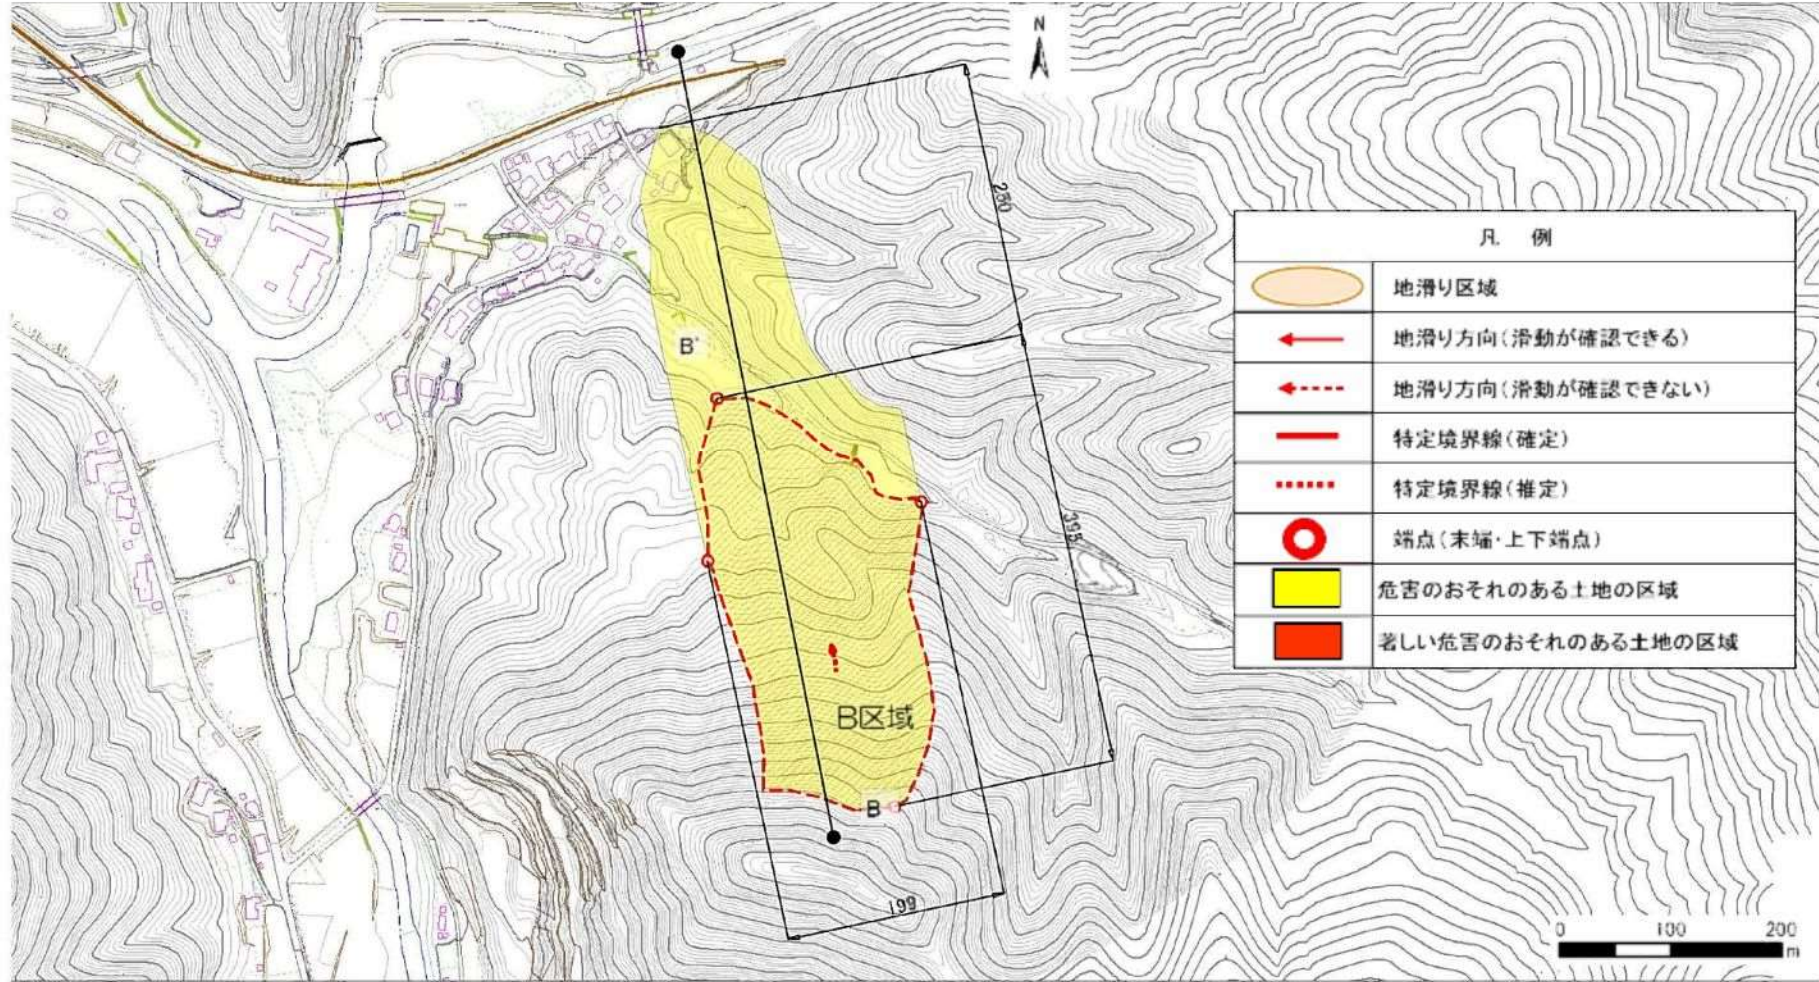 N
250
凡 例
地滑り区域
地滑り方向(滑動が確認できる)
B'
地滑り方向(滑動が確認できない)
特定境界線(確定)
特定境界線(推定)
395
端点(末端・上下端点)
危害のおそれのある土地の区域
著しい危害のおそれのある土地の区域
B区域
B
199
0 100 200
m